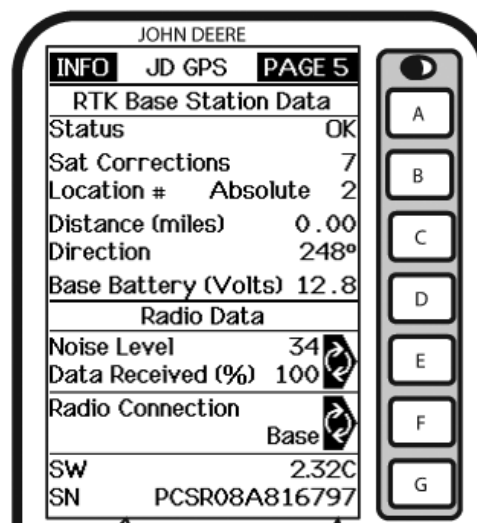 JOHN DEERE
INFO JD GPS PAGE 5
RTK Base Station Data
Status OK
Sat Corrections 7
Location # Absolute 2
Distance (miles) 0.00
Direction 248º
Base Battery (Volts) 12.8
Radio Data
Noise Level 34
Data Received (%) 100
Radio Connection
Base
SW 2.32C
SN PCSR08A816797
A
B
C
D
E
F
G